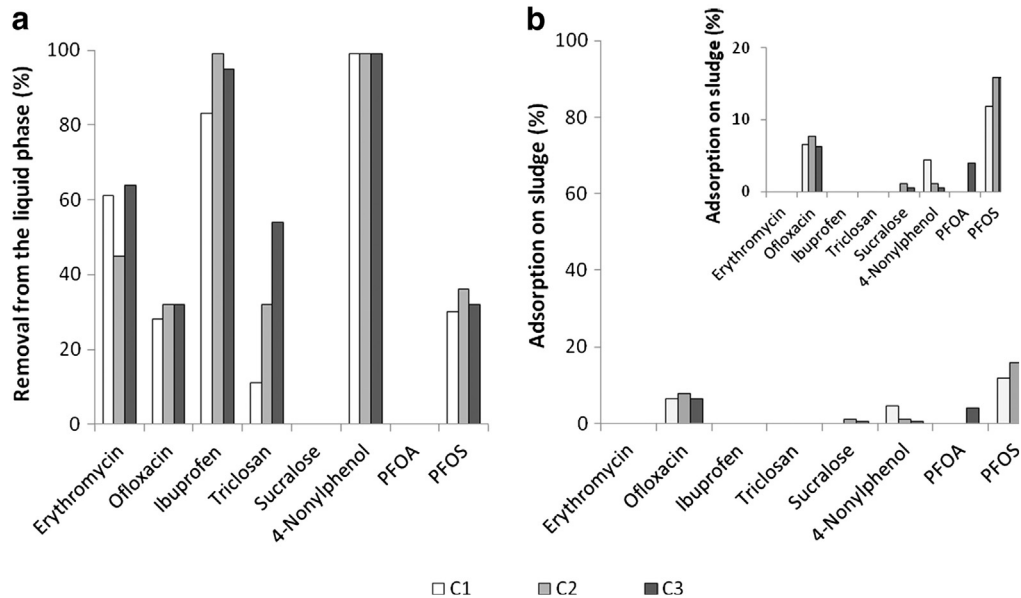 a
Removal from the liquid phase (%)
100
80
60
40
20
0
Erythromycin
Ofloxacin
Ibuprofen
Triclosan
Sucralose
4-Nonylphenol
PFOA
PFOS
b
Adsorption on sludge (%)
100
80
60
40
20
0
Erythromycin
Ofloxacin
Ibuprofen
Triclosan
Sucralose
4-Nonylphenol
PFOA
PFOS
Adsorption on sludge (%)
20
10
0
Erythromycin
Ofloxacin
Ibuprofen
Triclosan
Sucralose
4-Nonylphenol
PFOA
PFOS
C1
C2
C3